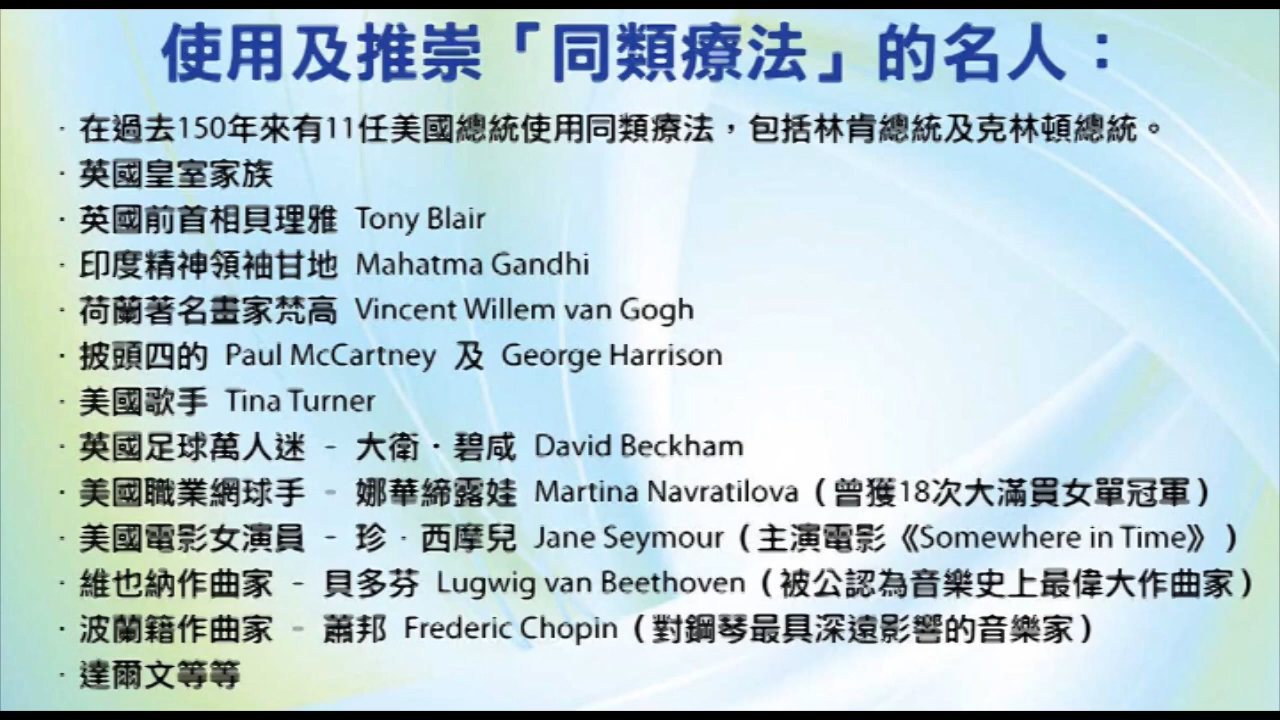 使用及推崇「同類療法」的名人：
· 在過去150年來有11任美國總統使用同類療法，包括林肯總統及克林頓總統。
· 英國皇室家族
· 英國前首相貝理雅 Tony Blair
· 印度精神領袖甘地 Mahatma Gandhi
· 荷蘭著名畫家梵高 Vincent Willem van Gogh
· 披頭四的 Paul McCartney 及 George Harrison
· 美國歌手 Tina Turner
· 英國足球萬人迷 - 大衛·碧咸 David Beckham
· 美國職業網球手 - 娜華締露娃 Martina Navratilova（曾獲18次大滿貫女單冠軍）
· 美國電影女演員 - 珍·西摩兒 Jane Seymour（主演電影《Somewhere in Time》）
· 維也納作曲家 - 貝多芬 Lugwig van Beethoven（被公認為音樂史上最偉大作曲家）
· 波蘭籍作曲家 - 蕭邦 Frederic Chopin（對鋼琴最具深遠影響的音樂家）
· 達爾文等等